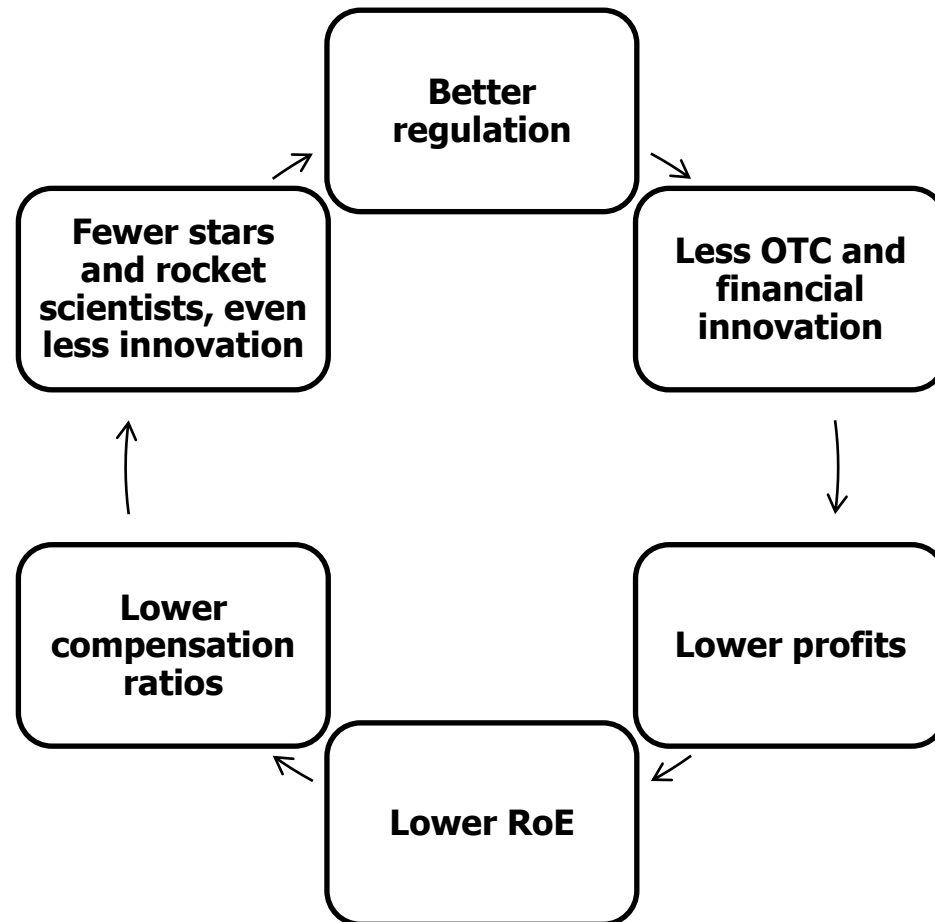 Better
regulation
Less OTC and
financial
innovation
Lower profits
Lower RoE
Lower
compensation
ratios
Fewer stars
and rocket
scientists, even
less innovation